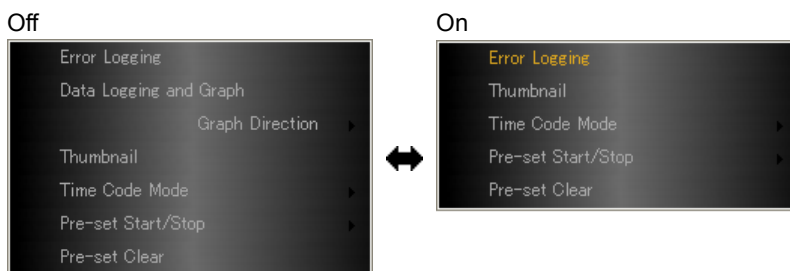 Off
Error Logging
Data Logging and Graph
Graph Direction
Thumbnail
Time Code Mode
Pre-set Start/Stop
Pre-set Clear
On
Error Logging
Thumbnail
Time Code Mode
Pre-set Start/Stop
Pre-set Clear